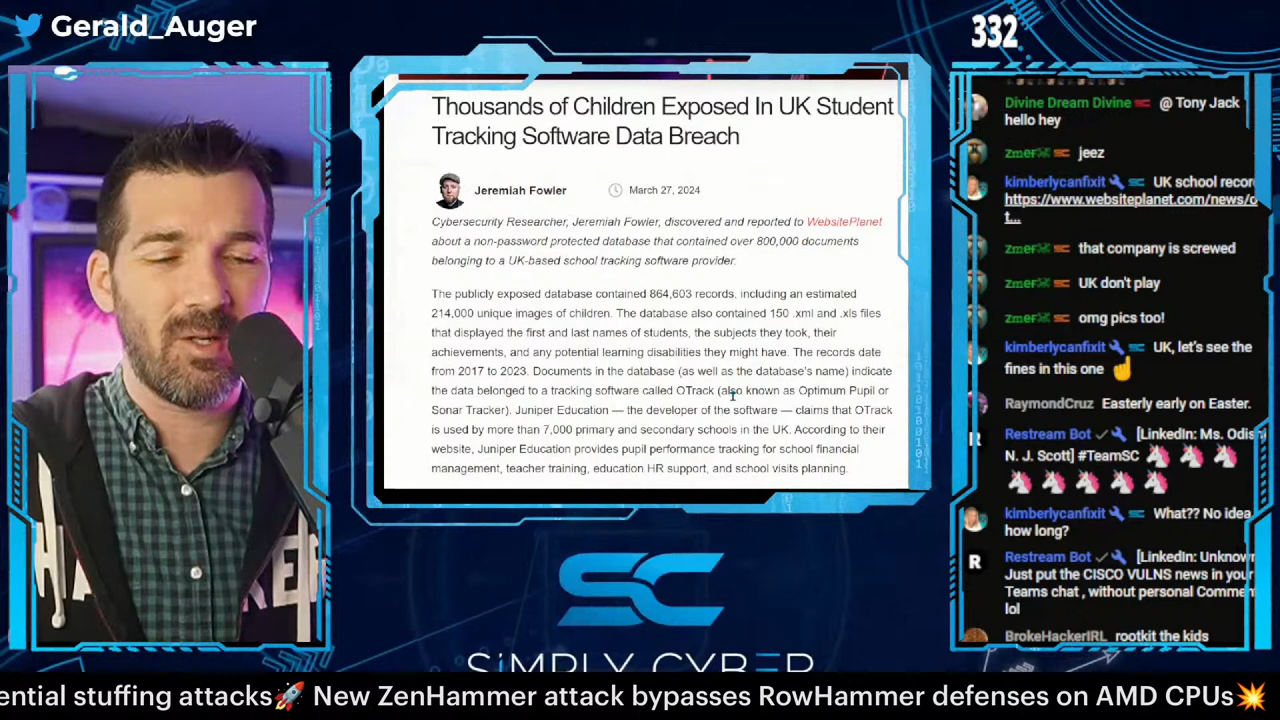 Gerald_Auger
332
Thousands of Children Exposed In UK Student
Tracking Software Data Breach
Jeremiah Fowler
March 27, 2024
Cybersecurity Researcher, Jeremiah Fowler, discovered and reported to WebsitePlanet
about a non-password protected database that contained over 800,000 documents
belonging to a UK-based school tracking software provider.
The publicly exposed database contained 864,603 records, including an estimated
214,000 unique images of children. The database also contained 150 .xml and .xls files
that displayed the first and last names of students, the subjects they took, their
achievements, and any potential learning disabilities they might have. The records date
from 2017 to 2023. Documents in the database (as well as the database's name) indicate
the data belonged to a tracking software called OTrack (also known as Optimum Pupil or
Sonar Tracker). Juniper Education — the developer of the software — claims that OTrack
is used by more than 7,000 primary and secondary schools in the UK. According to their
website, Juniper Education provides pupil performance tracking for school financial
management, teacher training, education HR support, and school visits planning.
Divine Dream Divine @ Tony Jack
hello hey
zmer jeez
kimberlycanfixit UK school recor
https://www.websiteplanet.com/news/o
t...
zmer that company is screwed
zmer UK don't play
zmer omg pics too!
kimberlycanfixit UK, let's see the
fines in this one ☝
RaymondCruz Easterly early on Easter.
R Restream Bot ✓ [LinkedIn: Ms. Odis
N. J. Scott] #TeamSC 🦄 🦄 🦄
🦄 🦄 🦄 🦄 🦄
kimberlycanfixit What?? No idea
how long?
R Restream Bot ✓ [LinkedIn: Unknow
Just put the CISCO VULNS news in your
Teams chat , without personal Commen
lol
BrokeHackerIRL rootkit the kids
SC
SIMPLY CYBER
ential stuffing attacks🚀 New ZenHammer attack bypasses RowHammer defenses on AMD CPUs💥